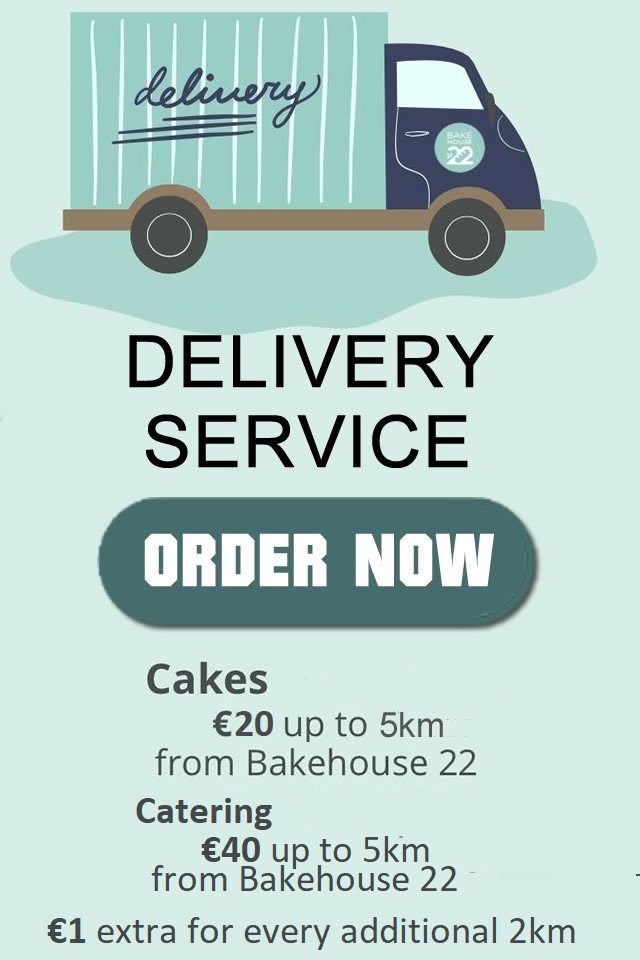 delivery
BAKE
HOUSE
22
DELIVERY
SERVICE
ORDER NOW
Cakes
€20 up to 5km
from Bakehouse 22
Catering
€40 up to 5km
from Bakehouse 22
€1 extra for every additional 2km